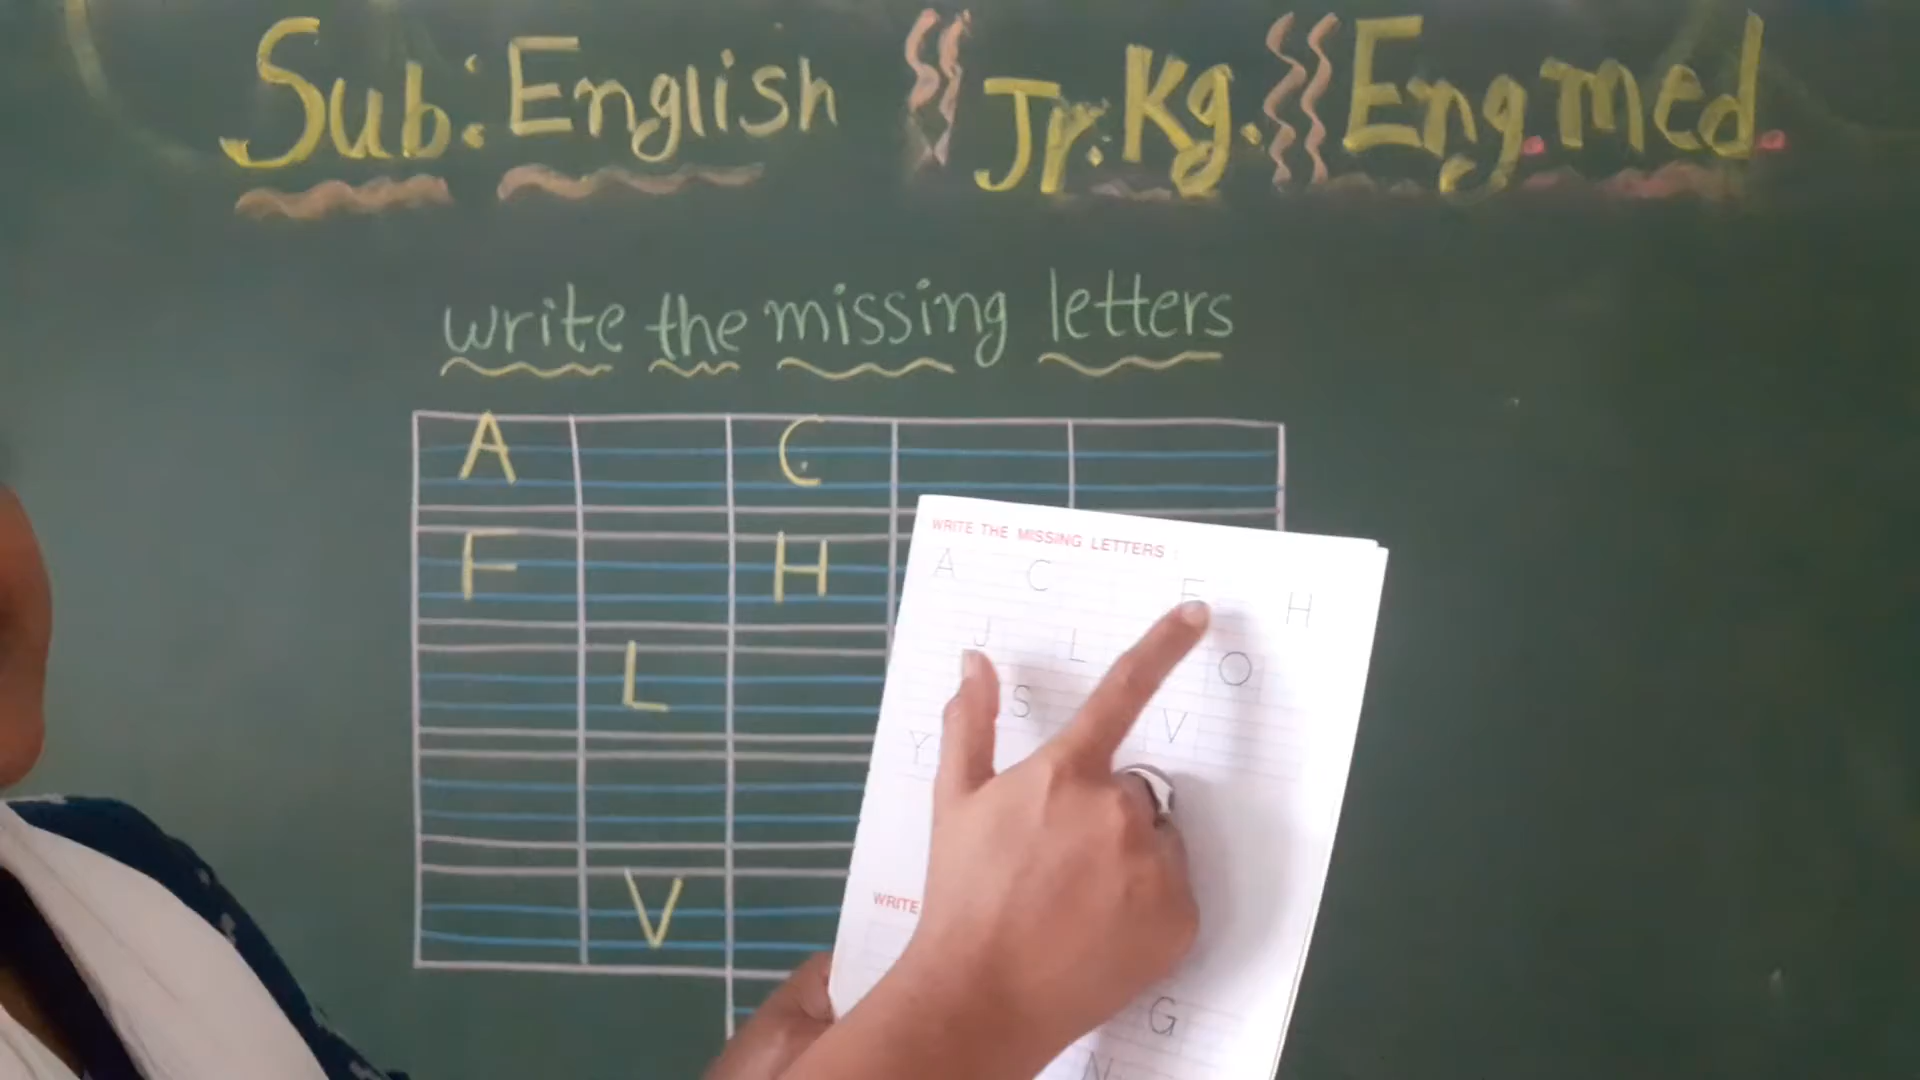 Sub: English Jr. Kg. Eng. med.
write the missing letters
A C
F H
L
V
WRITE THE MISSING LETTERS
A C F H
J L O
S V
Y
WRITE
G
N